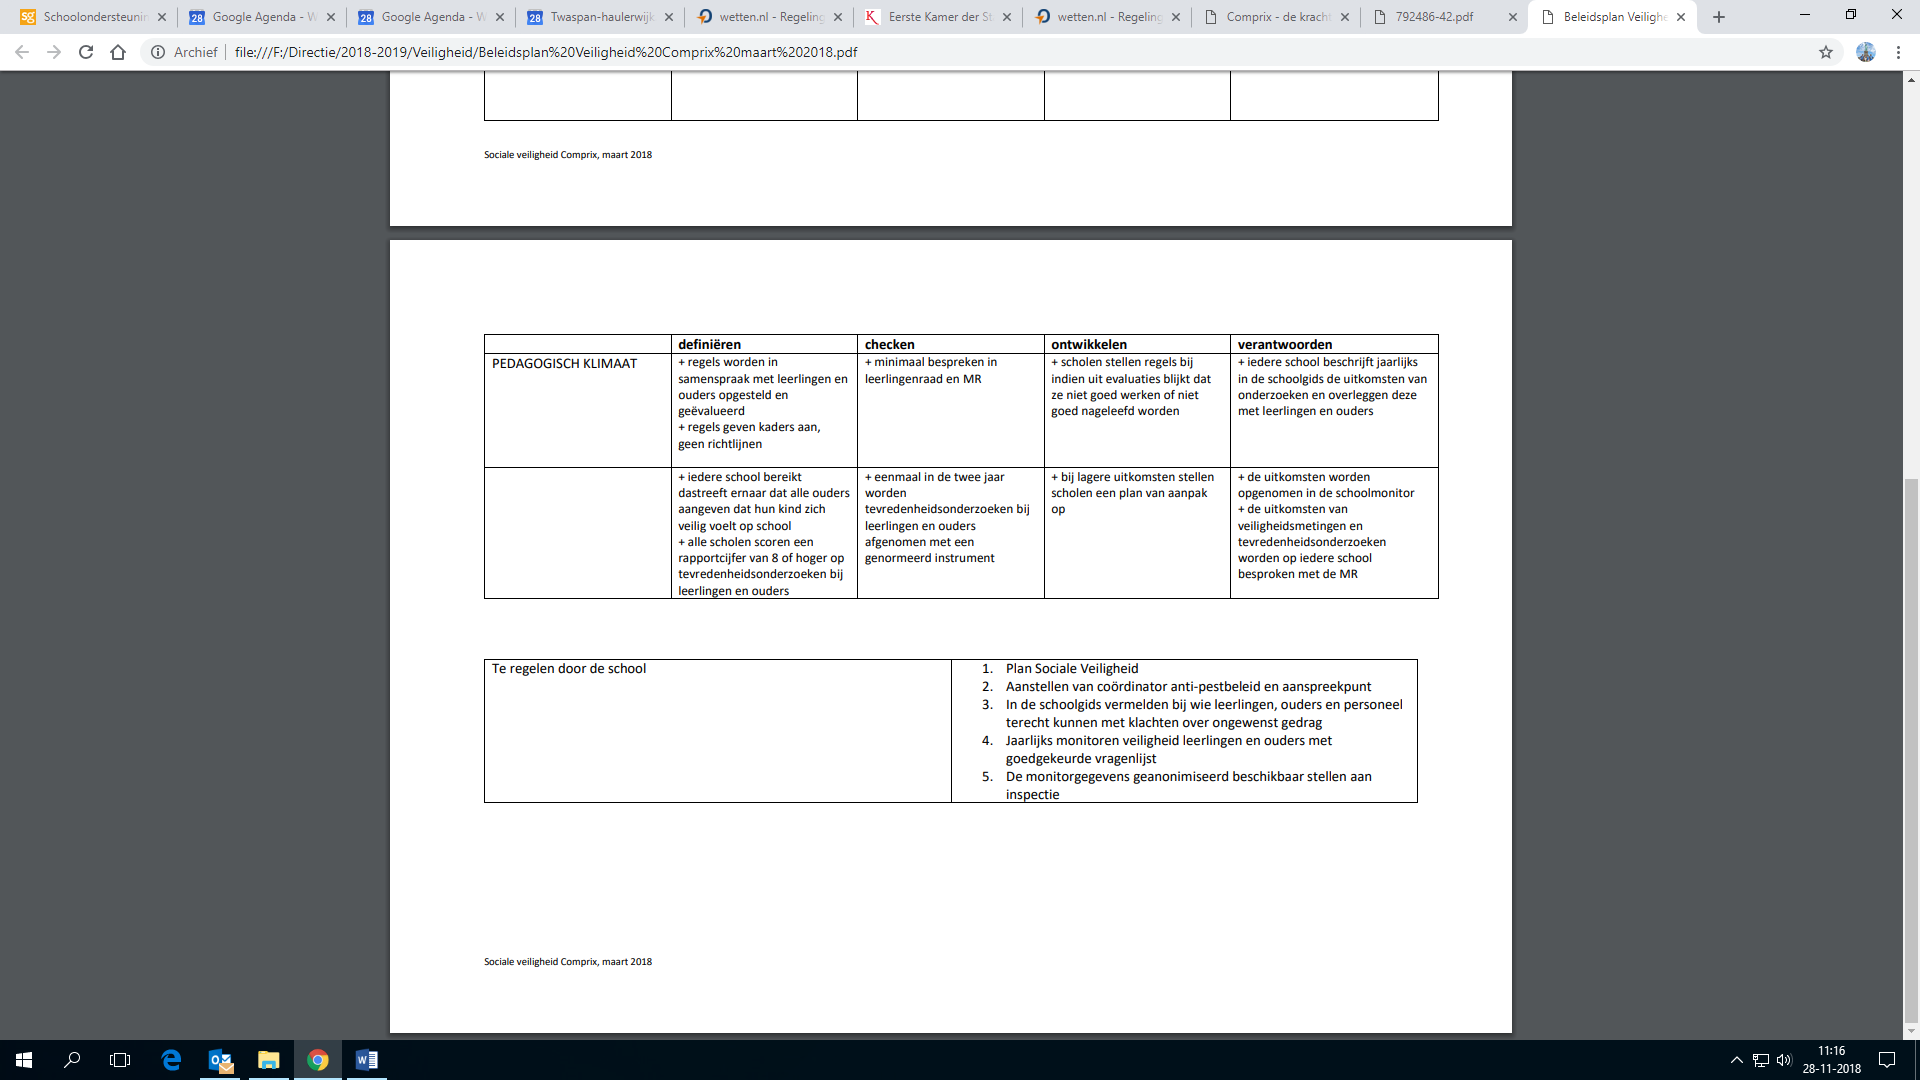 Schoolondersteunin
Google Agenda - W
Google Agenda - W
Twaspan-haulerwijk
wetten.nl - Regeling
Eerste Kamer der St
wetten.nl - Regeling
Comprix - de kracht
792486-42.pdf
Beleidsplan Veilighe
Archief
file:///F:/Directie/2018-2019/Veiligheid/Beleidsplan%20Veiligheid%20Comprix%20maart%202018.pdf
Sociale veiligheid Comprix, maart 2018
definiëren
checken
ontwikkelen
verantwoorden
PEDAGOGISCH KLIMAAT
+ regels worden in
samenspraak met leerlingen en
ouders opgesteld en
geëvalueerd
+ regels geven kaders aan,
geen richtlijnen
+ minimaal bespreken in
leerlingenraad en MR
+ scholen stellen regels bij
indien uit evaluaties blijkt dat
ze niet goed werken of niet
goed nageleefd worden
+ iedere school beschrijft jaarlijks
in de schoolgids de uitkomsten van
onderzoeken en overleggen deze
met leerlingen en ouders
+ iedere school bereikt
dastreeft ernaar dat alle ouders
aangeven dat hun kind zich
veilig voelt op school
+ alle scholen scoren een
rapportcijfer van 8 of hoger op
tevredenheidsonderzoeken bij
leerlingen en ouders
+ eenmaal in de twee jaar
worden
tevredenheidsonderzoeken bij
leerlingen en ouders
afgenomen met een
genormeerd instrument
+ bij lagere uitkomsten stellen
scholen een plan van aanpak
op
+ de uitkomsten worden
opgenomen in de schoolmonitor
+ de uitkomsten van
veiligheidsmetingen en
tevredenheidsonderzoeken
worden op iedere school
besproken met de MR
Te regelen door de school
1. Plan Sociale Veiligheid
2. Aanstellen van coördinator anti-pestbeleid en aanspreekpunt
3. In de schoolgids vermelden bij wie leerlingen, ouders en personeel
terecht kunnen met klachten over ongewenst gedrag
4. Jaarlijks monitoren veiligheid leerlingen en ouders met
goedgekeurde vragenlijst
5. De monitorgegevens geanonimiseerd beschikbaar stellen aan
inspectie
Sociale veiligheid Comprix, maart 2018
11:16
28-11-2018